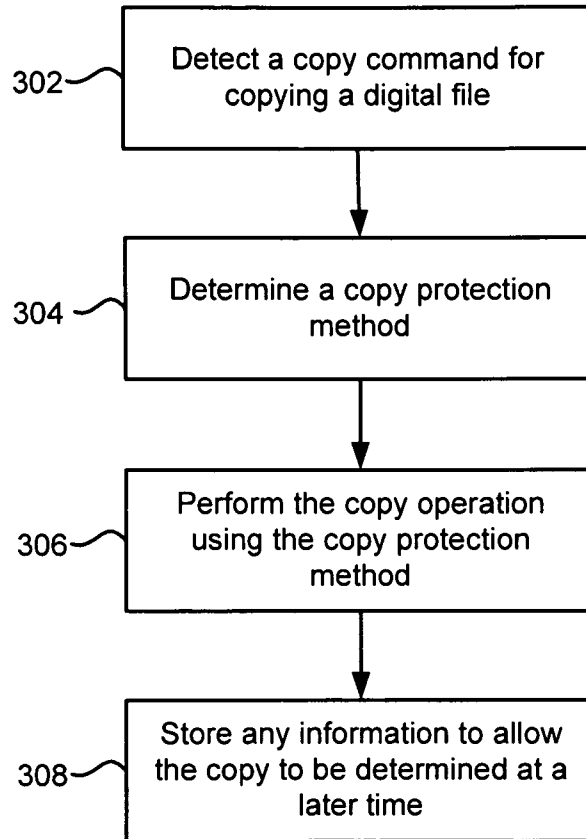 302
Detect a copy command for
copying a digital file
304
Determine a copy protection
method
306
Perform the copy operation
using the copy protection
method
308
Store any information to allow
the copy to be determined at a
later time